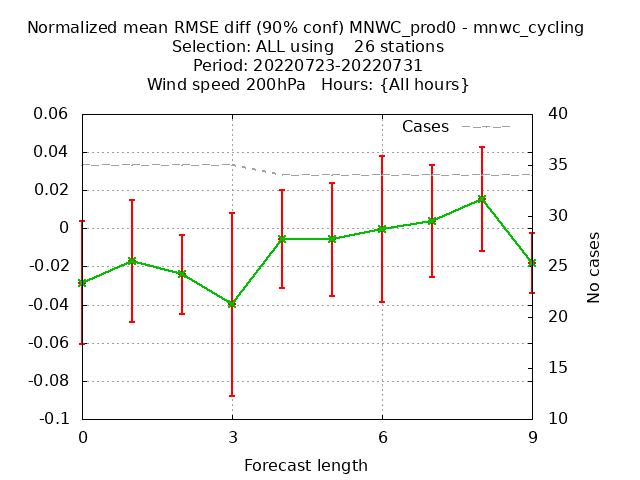 Normalized mean RMSE diff (90% conf) MNWC_prod0 - mnwc_cycling
Selection: ALL using    26 stations
Period: 20220723-20220731
Wind speed 200hPa   Hours: {All hours}
Cases
0.06
0.04
0.02
0
-0.02
-0.04
-0.06
-0.08
-0.1
40
35
30
25
20
15
10
No cases
0
3
6
9
Forecast length